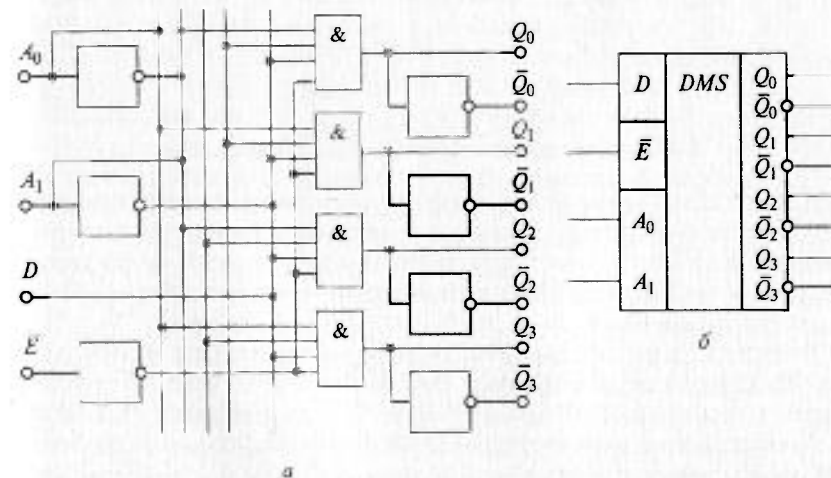 A₀
A₁
D
E
&
&
&
&
Q₀
Q̅₀
Q₁
Q̅₁
Q₂
Q̅₂
Q₃
Q̅₃
а
D
E̅
A₀
A₁
DMS
Q₀
Q̅₀
Q₁
Q̅₁
Q₂
Q̅₂
Q₃
Q̅₃
б